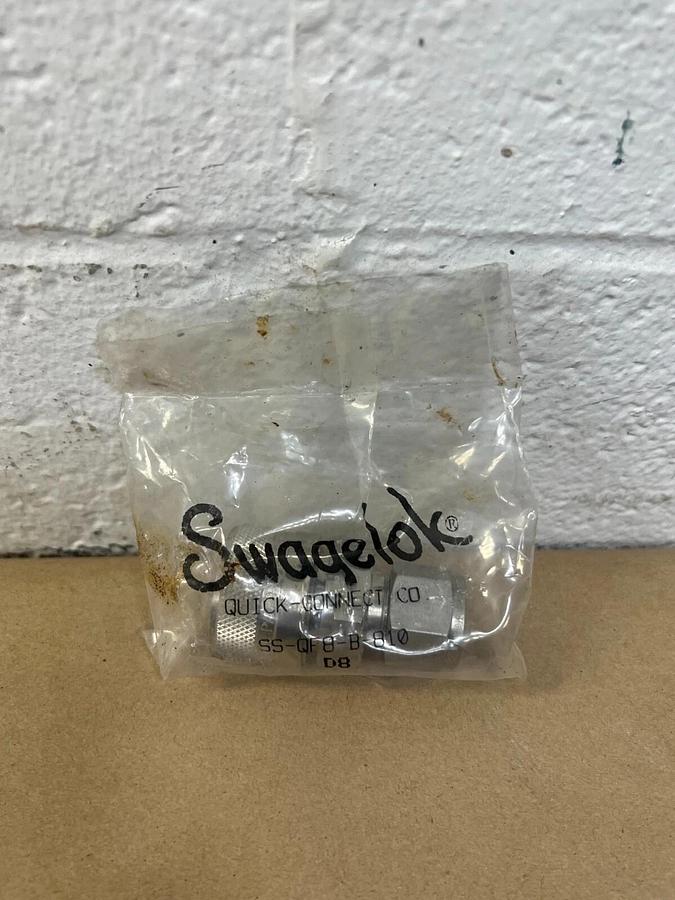 Swagelok®
QUICK-CONNECT CO
SS-QF8-B-810
D8